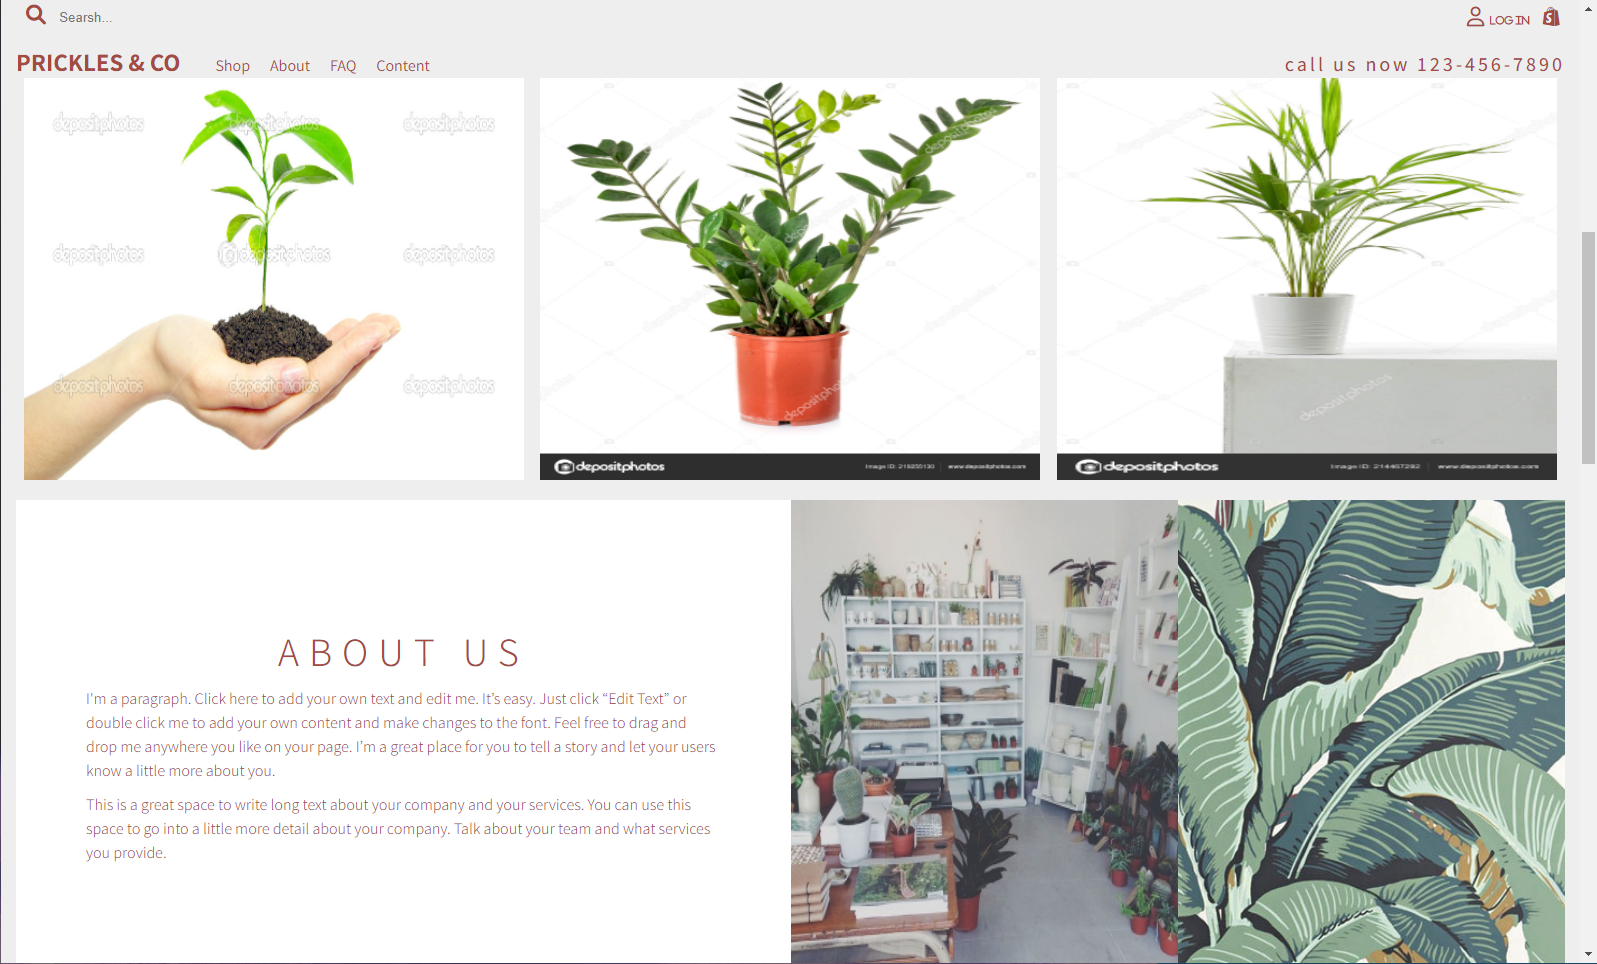 Searsh...
LOG IN
PRICKLES & CO
Shop
About
FAQ
Content
call us now 123-456-7890
depositphotos depositphotos depositphotos
depositphotos depositphotos depositphotos
depositphotos depositphotos depositphotos
depositphotos
depositphotos
depositphotos
Image ID: 218255130 | www.depositphotos.com
depositphotos
depositphotos
Image ID: 214467292 | www.depositphotos.com
ABOUT US
I'm a paragraph. Click here to add your own text and edit me. It’s easy. Just click “Edit Text” or
double click me to add your own content and make changes to the font. Feel free to drag and
drop me anywhere you like on your page. I’m a great place for you to tell a story and let your users
know a little more about you.
This is a great space to write long text about your company and your services. You can use this
space to go into a little more detail about your company. Talk about your team and what services
you provide.